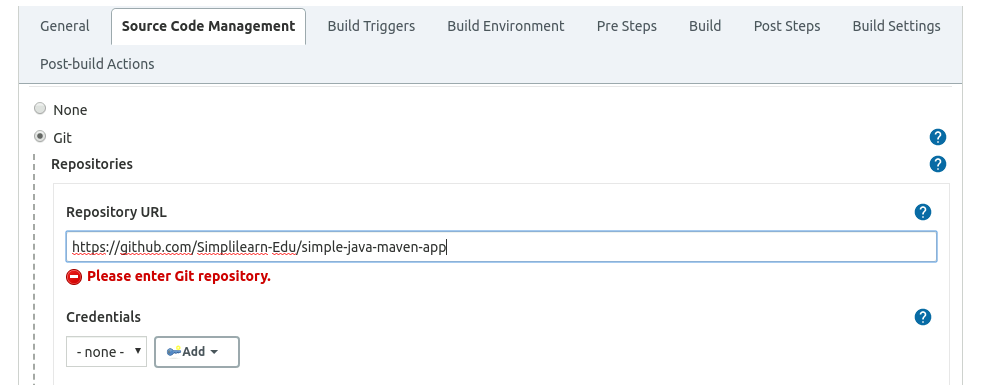 General Source Code Management Build Triggers Build Environment Pre Steps Build Post Steps Build Settings
Post-build Actions
None
Git ?
Repositories ?
Repository URL ?
https://github.com/Simplilearn-Edu/simple-java-maven-app
Please enter Git repository.
Credentials ?
- none - Add